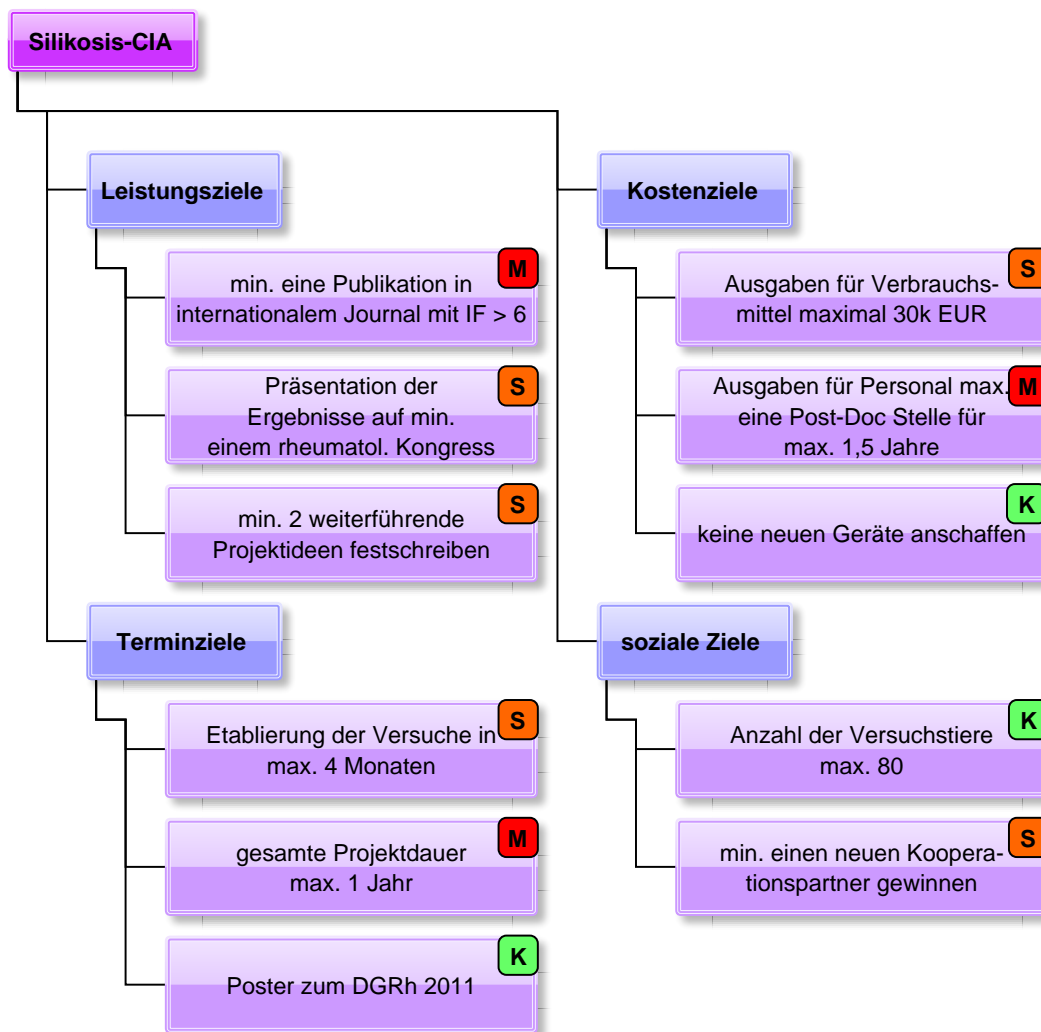 Silikosis-CIA
Leistungsziele
M
min. eine Publikation in
internationalem Journal mit IF > 6
S
Präsentation der
Ergebnisse auf min.
einem rheumatol. Kongress
S
min. 2 weiterführende
Projektideen festschreiben
Terminziele
S
Etablierung der Versuche in
max. 4 Monaten
M
gesamte Projektdauer
max. 1 Jahr
K
Poster zum DGRh 2011
Kostenziele
S
Ausgaben für Verbrauchs-
mittel maximal 30k EUR
M
Ausgaben für Personal max.
eine Post-Doc Stelle für
max. 1,5 Jahre
K
keine neuen Geräte anschaffen
soziale Ziele
K
Anzahl der Versuchstiere
max. 80
S
min. einen neuen Koopera-
tionspartner gewinnen